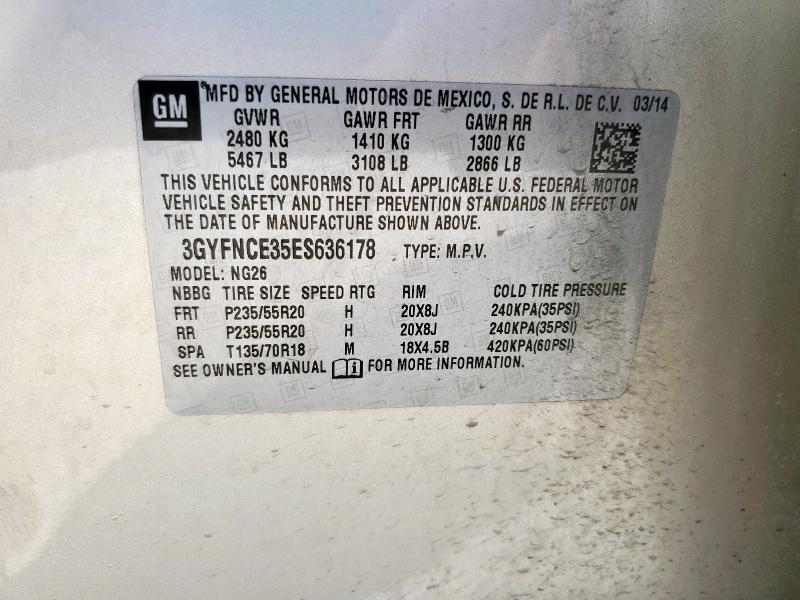 GM
MFD BY GENERAL MOTORS DE MEXICO, S. DE R.L. DE C.V. 03/14
GVWR GAWR FRT GAWR RR
2480 KG 1410 KG 1300 KG
5467 LB 3108 LB 2866 LB
THIS VEHICLE CONFORMS TO ALL APPLICABLE U.S. FEDERAL MOTOR
VEHICLE SAFETY AND THEFT PREVENTION STANDARDS IN EFFECT ON
THE DATE OF MANUFACTURE SHOWN ABOVE.
3GYFNCE35ES636178 TYPE: M.P.V.
MODEL: NG26
NBBG TIRE SIZE SPEED RTG RIM COLD TIRE PRESSURE
FRT P235/55R20 H 20X8J 240KPA(35PSI)
RR P235/55R20 H 20X8J 240KPA(35PSI)
SPA T135/70R18 M 18X4.5B 420KPA(60PSI)
SEE OWNER'S MANUAL FOR MORE INFORMATION.